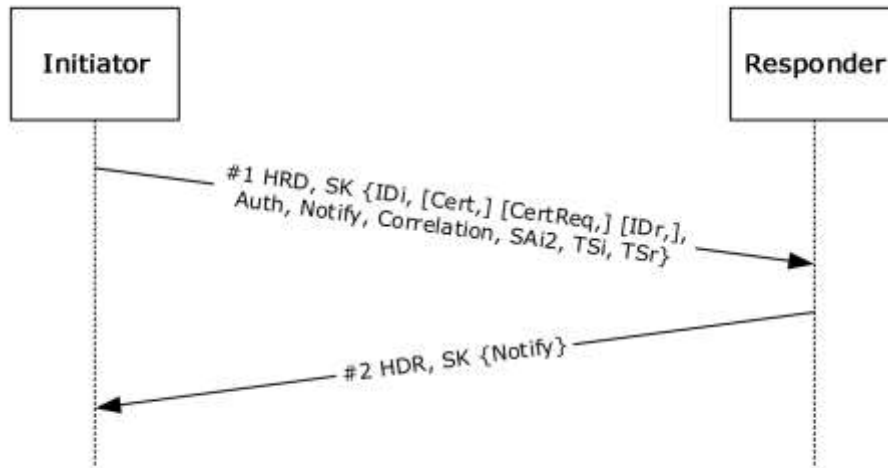 Initiator
Responder
#1 HRD, SK {IDi, [Cert,] [CertReq,] [IDr,],
Auth, Notify, Correlation, SAi2, TSi, TSr}
#2 HDR, SK {Notify}